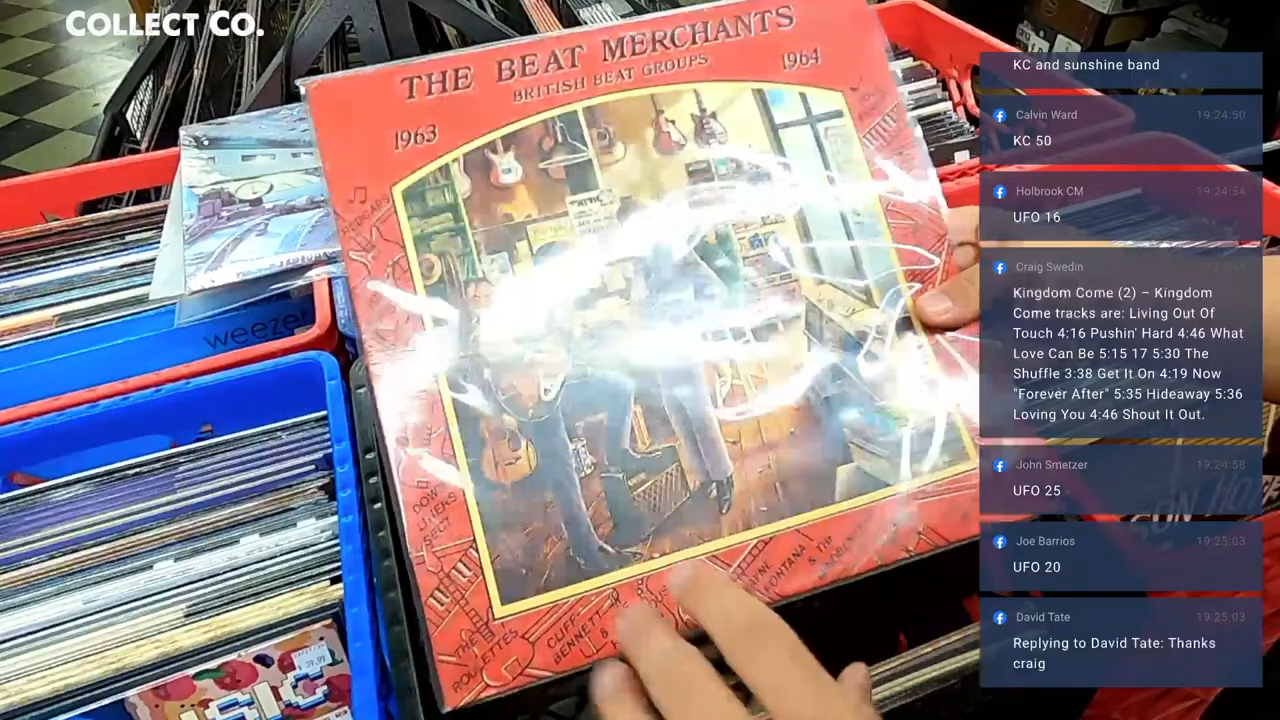 COLLECT CO.
THE BEAT MERCHANTS
BRITISH BEAT GROUPS
1963
1964
weezer
THE ROULETTES
CLIFF BENNETT &
KC and sunshine band
Calvin Ward 19:24:50
KC 50
Holbrook CM 19:24:54
UFO 16
Craig Swedin
Kingdom Come (2) – Kingdom
Come tracks are: Living Out Of
Touch 4:16 Pushin' Hard 4:46 What
Love Can Be 5:15 17 5:30 The
Shuffle 3:38 Get It On 4:19 Now
"Forever After" 5:35 Hideaway 5:36
Loving You 4:46 Shout It Out.
John Smetzer 19:24:58
UFO 25
Joe Barrios 19:25:03
UFO 20
David Tate 19:25:03
Replying to David Tate: Thanks
craig